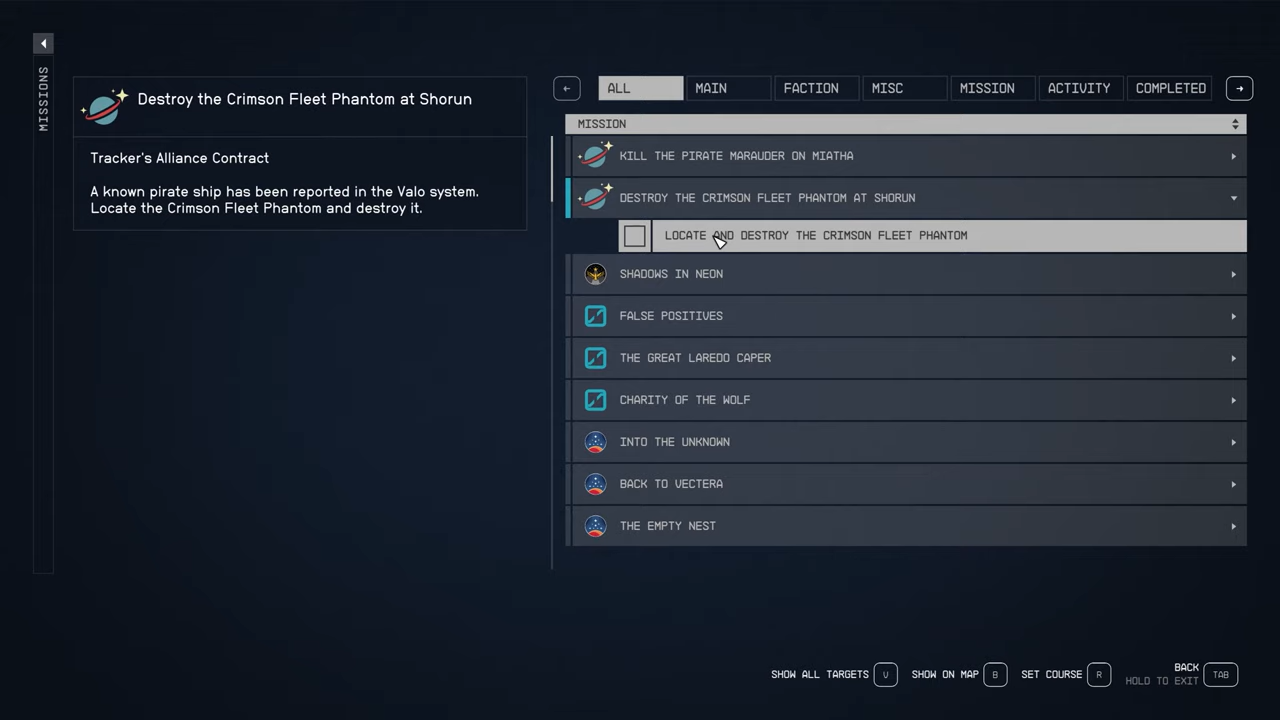 MISSIONS
Destroy the Crimson Fleet Phantom at Shorun
Tracker's Alliance Contract
A known pirate ship has been reported in the Valo system.
Locate the Crimson Fleet Phantom and destroy it.
ALL MAIN FACTION MISC MISSION ACTIVITY COMPLETED
MISSION
KILL THE PIRATE MARAUDER ON MIATHA
DESTROY THE CRIMSON FLEET PHANTOM AT SHORUN
LOCATE AND DESTROY THE CRIMSON FLEET PHANTOM
SHADOWS IN NEON
FALSE POSITIVES
THE GREAT LAREDO CAPER
CHARITY OF THE WOLF
INTO THE UNKNOWN
BACK TO VECTERA
THE EMPTY NEST
SHOW ALL TARGETS V SHOW ON MAP B SET COURSE R BACK TAB
HOLD TO EXIT